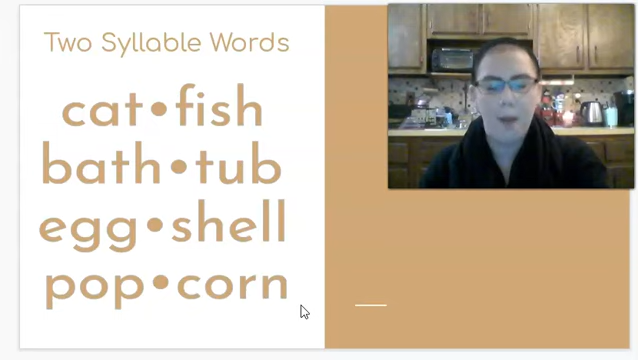 Two Syllable Words
cat•fish
bath•tub
egg•shell
pop•corn